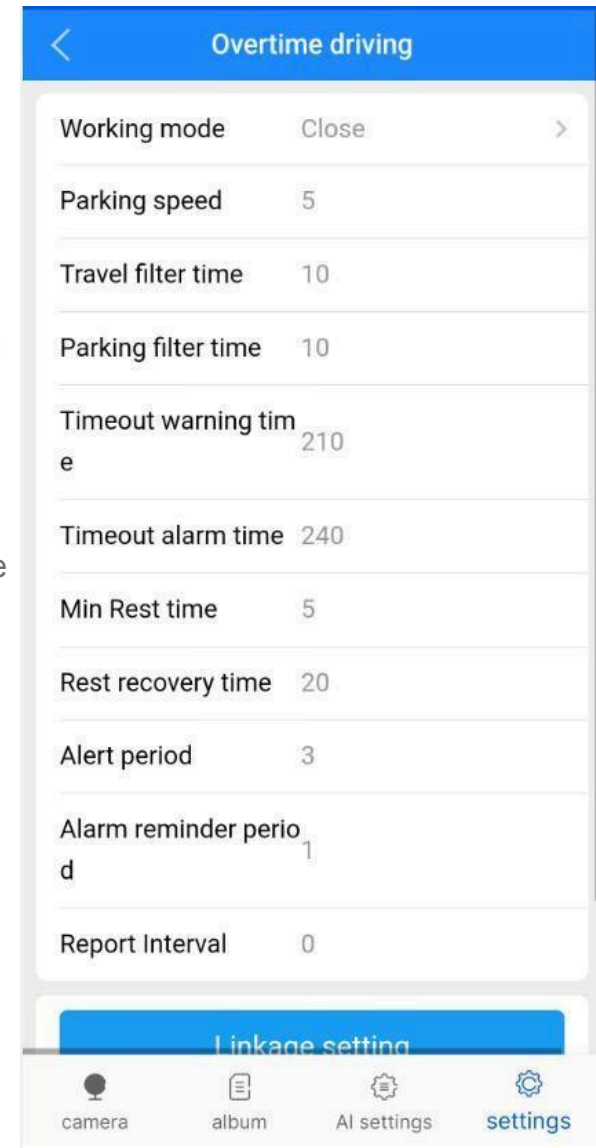 Overtime driving
Working mode Close
Parking speed 5
Travel filter time 10
Parking filter time 10
Timeout warning tim
e 210
Timeout alarm time 240
e
Min Rest time 5
Rest recovery time 20
Alert period 3
Alarm reminder perio
d 1
Report Interval 0
Linkage setting
camera album AI settings settings